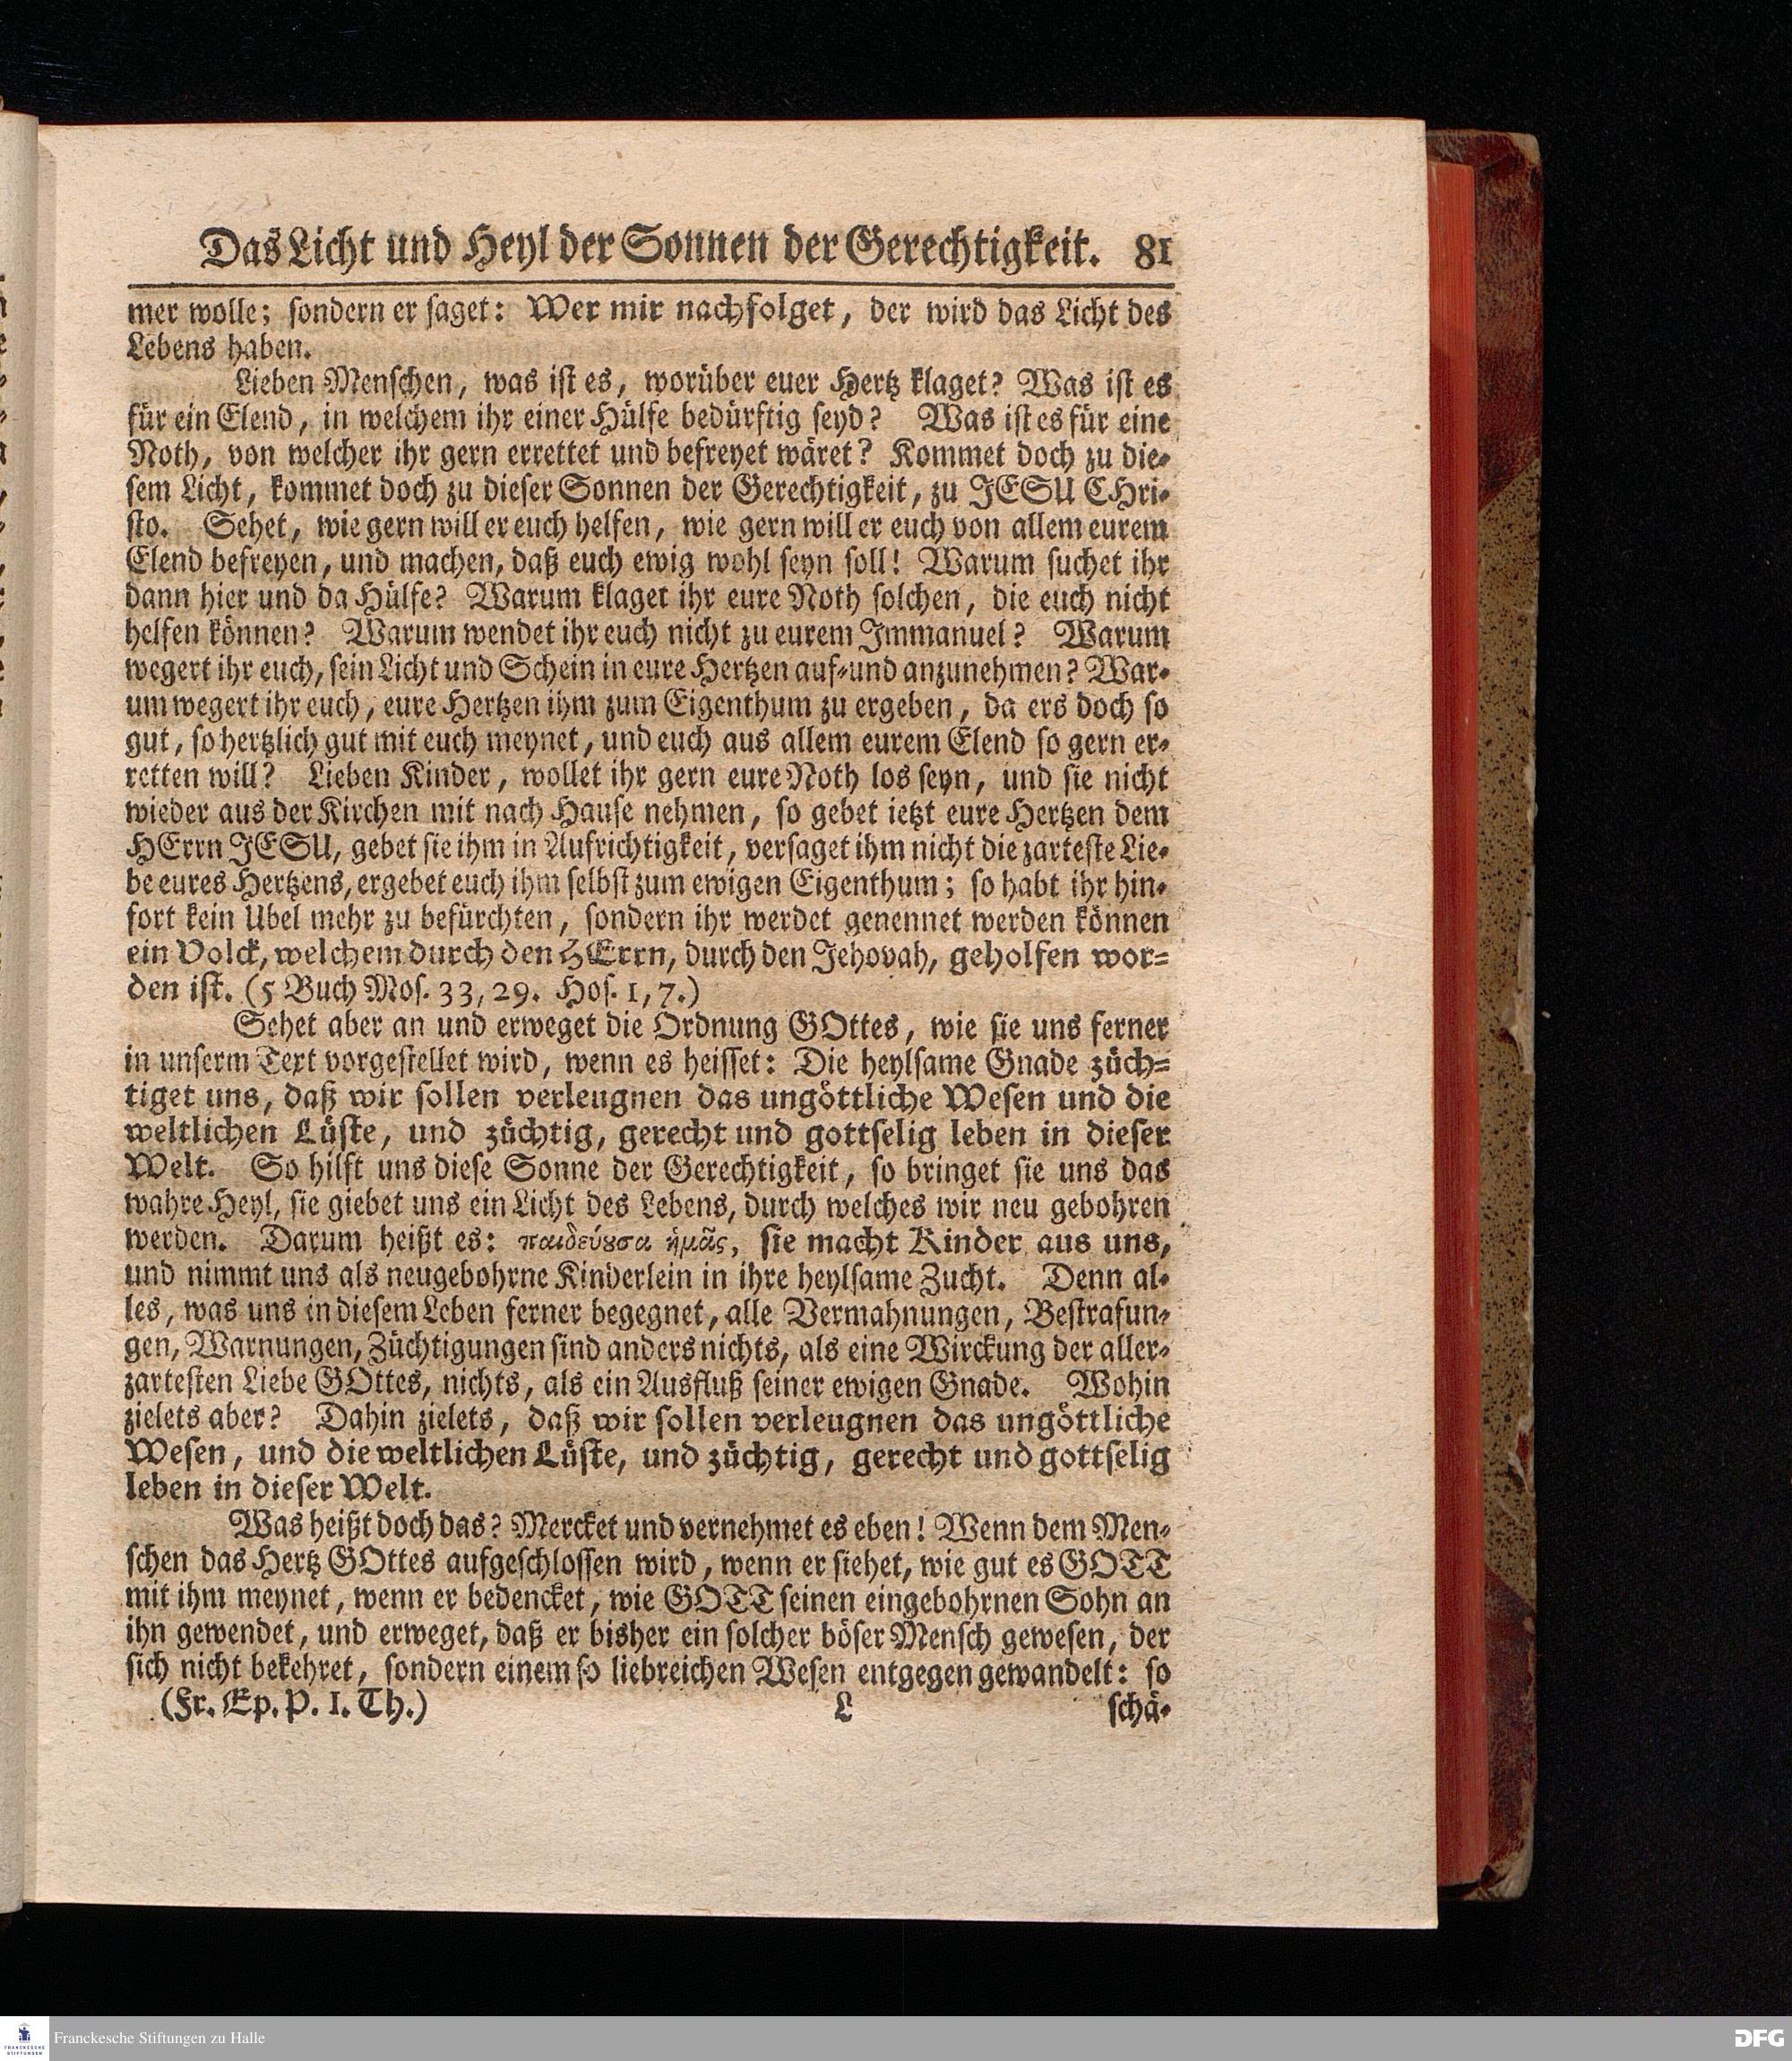 Das Licht und Heyl der Sonnen der Gerechtigkeit. 81
mer wolle; sondern er saget: Wer mir nachfolget, der wird das Licht des
Lebens haben.
Lieben Menschen, was ist es, worüber euer Hertz klaget? Was ist es
für ein Elend, in welchem ihr einer Hülfe bedürftig seyd? Was ist es für eine
Noth, von welcher ihr gern errettet und befreyet wäret? Kommet doch zu die-
sem Licht, kommet doch zu dieser Sonnen der Gerechtigkeit, zu JESU CHri-
sto. Sehet, wie gern will er euch helfen, wie gern will er euch von allem eurem
Elend befreyen, und machen, daß euch ewig wohl seyn soll! Warum suchet ihr
dann hier und da Hülfe? Warum klaget ihr eure Noth solchen, die euch nicht
helfen können? Warum wendet ihr euch nicht zu eurem Immanuel? Warum
wegert ihr euch, sein Licht und Schein in eure Hertzen auf-und anzunehmen? War-
um wegert ihr euch, eure Hertzen ihm zum Eigenthum zu ergeben, da ers doch so
gut, so hertzlich gut mit euch meynet, und euch aus allem eurem Elend so gern er-
retten will? Lieben Kinder, wollet ihr gern eure Noth los seyn, und sie nicht
wieder aus der Kirchen mit nach Hause nehmen, so gebet ietzt eure Hertzen dem
HErrn JESU, gebet sie ihm in Aufrichtigkeit, versaget ihm nicht die zarteste Lie-
be eures Hertzens, ergebet euch ihm selbst zum ewigen Eigenthum; so habt ihr hin-
fort kein Übel mehr zu befürchten, sondern ihr werdet genennet werden können
ein Volck, welchem durch den HErrn, durch den Jehovah, geholfen wor-
den ist. (5 Buch Mos. 33, 29. Hos. 1, 7.)
Sehet aber an und erweget die Ordnung GOttes, wie sie uns ferner
in unserm Text vorgestellet wird, wenn es heisset: Die heylsame Gnade züch-
tiget uns, daß wir sollen verleugnen das ungöttliche Wesen und die
weltlichen Lüste, und züchtig, gerecht und gottselig leben in dieser
Welt. So hilft uns diese Sonne der Gerechtigkeit, so bringet sie uns das
wahre Heyl, sie giebet uns ein Licht des Lebens, durch welches wir neu gebohren
werden. Darum heißt es: παιδεύȣσα ἡμᾶς, sie macht Kinder aus uns,
und nimmt uns als neugebohrne Kinderlein in ihre heylsame Zucht. Denn al-
les, was uns in diesem Leben ferner begegnet, alle Vermahnungen, Bestrafun-
gen, Warnungen, Züchtigungen sind anders nichts, als eine Wirckung der aller-
zartesten Liebe GOttes, nichts, als ein Ausfluß seiner ewigen Gnade. Wohin
zielets aber? Dahin zielets, daß wir sollen verleugnen das ungöttliche
Wesen, und die weltlichen Lüste, und züchtig, gerecht und gottselig
leben in dieser Welt.
Was heißt doch das? Mercket und vernehmet es eben! Wenn dem Men-
schen das Hertz GOttes aufgeschlossen wird, wenn er siehet, wie gut es GOTT
mit ihm meynet, wenn er bedencket, wie GOTT seinen eingebohrnen Sohn an
ihn gewendet, und erweget, daß er bisher ein solcher böser Mensch gewesen, der
sich nicht bekehret, sondern einem so liebreichen Wesen entgegen gewandelt: so
(Fr. Ep. P. I. Th.) L schä-
FRANCKESCHE STIFTUNGEN
Franckesche Stiftungen zu Halle
DFG